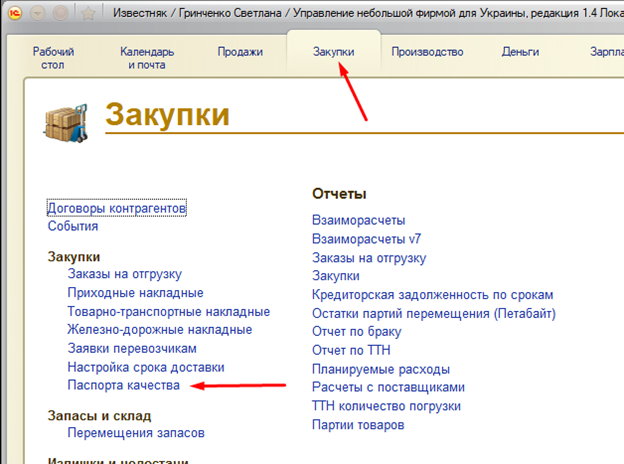 Известняк / Гринченко Светлана / Управление небольшой фирмой для Украины, редакция 1.4 Пока
Рабочий стол
Календарь и почта
Продажи
Закупки
Производство
Деньги
Зарпла
Закупки
Договоры контрагентов
События
Закупки
Заказы на отгрузку
Приходные накладные
Товарно-транспортные накладные
Железно-дорожные накладные
Заявки перевозчикам
Настройка срока доставки
Паспорта качества
Запасы и склад
Перемещения запасов
Излишки и недостачи
Отчеты
Взаиморасчеты
Взаиморасчеты v7
Заказы на отгрузку
Закупки
Кредиторская задолженность по срокам
Остатки партий перемещения (Петабайт)
Отчет по браку
Отчет по ТТН
Планируемые расходы
Расчеты с поставщиками
ТТН количество погрузки
Партии товаров